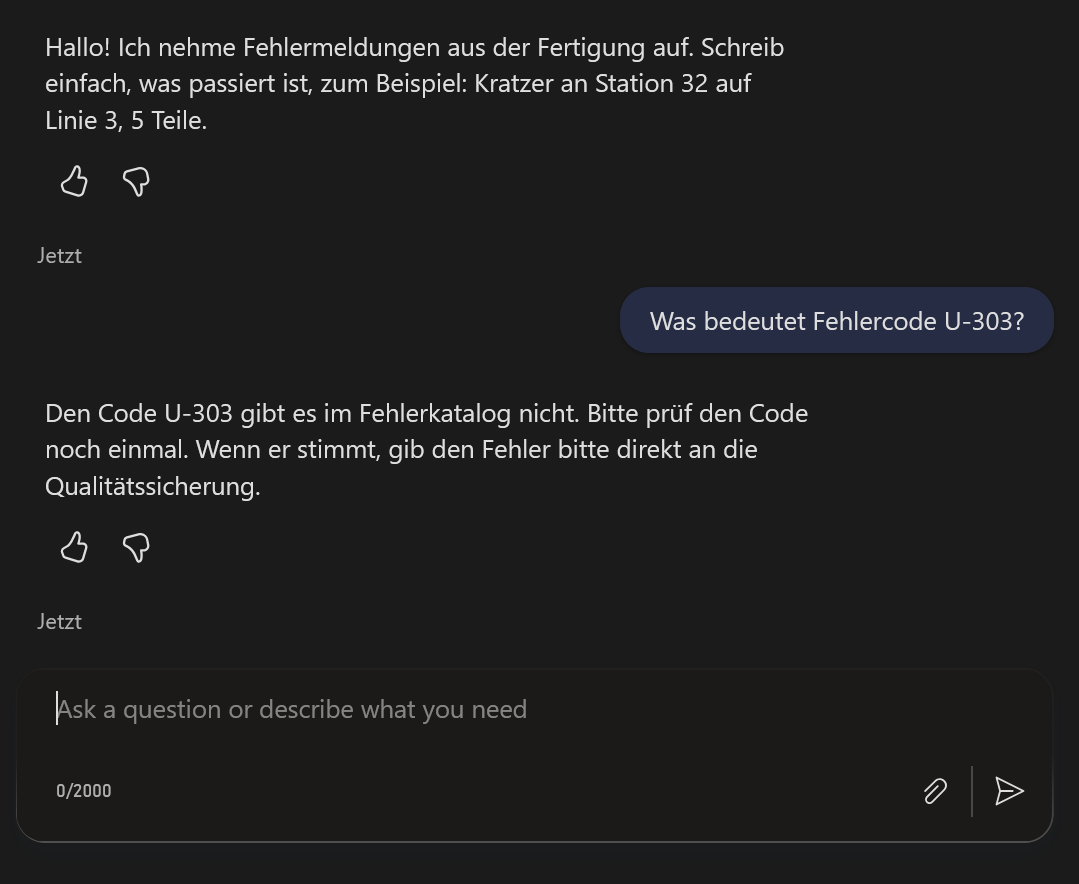 Hallo! Ich nehme Fehlermeldungen aus der Fertigung auf. Schreib
einfach, was passiert ist, zum Beispiel: Kratzer an Station 32 auf
Linie 3, 5 Teile.
Jetzt
Was bedeutet Fehlercode U-303?
Den Code U-303 gibt es im Fehlerkatalog nicht. Bitte prüf den Code
noch einmal. Wenn er stimmt, gib den Fehler bitte direkt an die
Qualitätssicherung.
Jetzt
Ask a question or describe what you need
0/2000